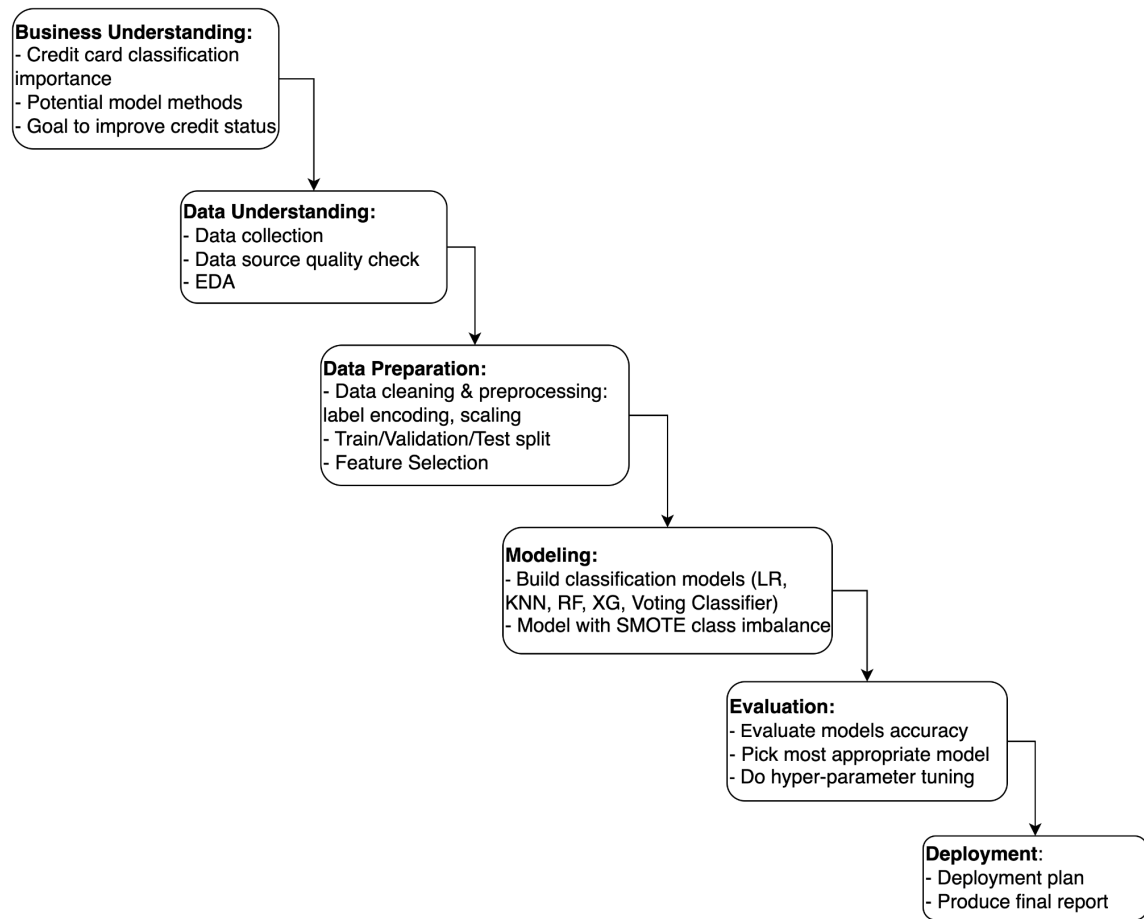 Business Understanding:
- Credit card classification
importance
- Potential model methods
- Goal to improve credit status
Data Understanding:
- Data collection
- Data source quality check
- EDA
Data Preparation:
- Data cleaning & preprocessing:
label encoding, scaling
- Train/Validation/Test split
- Feature Selection
Modeling:
- Build classification models (LR,
KNN, RF, XG, Voting Classifier)
- Model with SMOTE class imbalance
Evaluation:
- Evaluate models accuracy
- Pick most appropriate model
- Do hyper-parameter tuning
Deployment:
- Deployment plan
- Produce final report